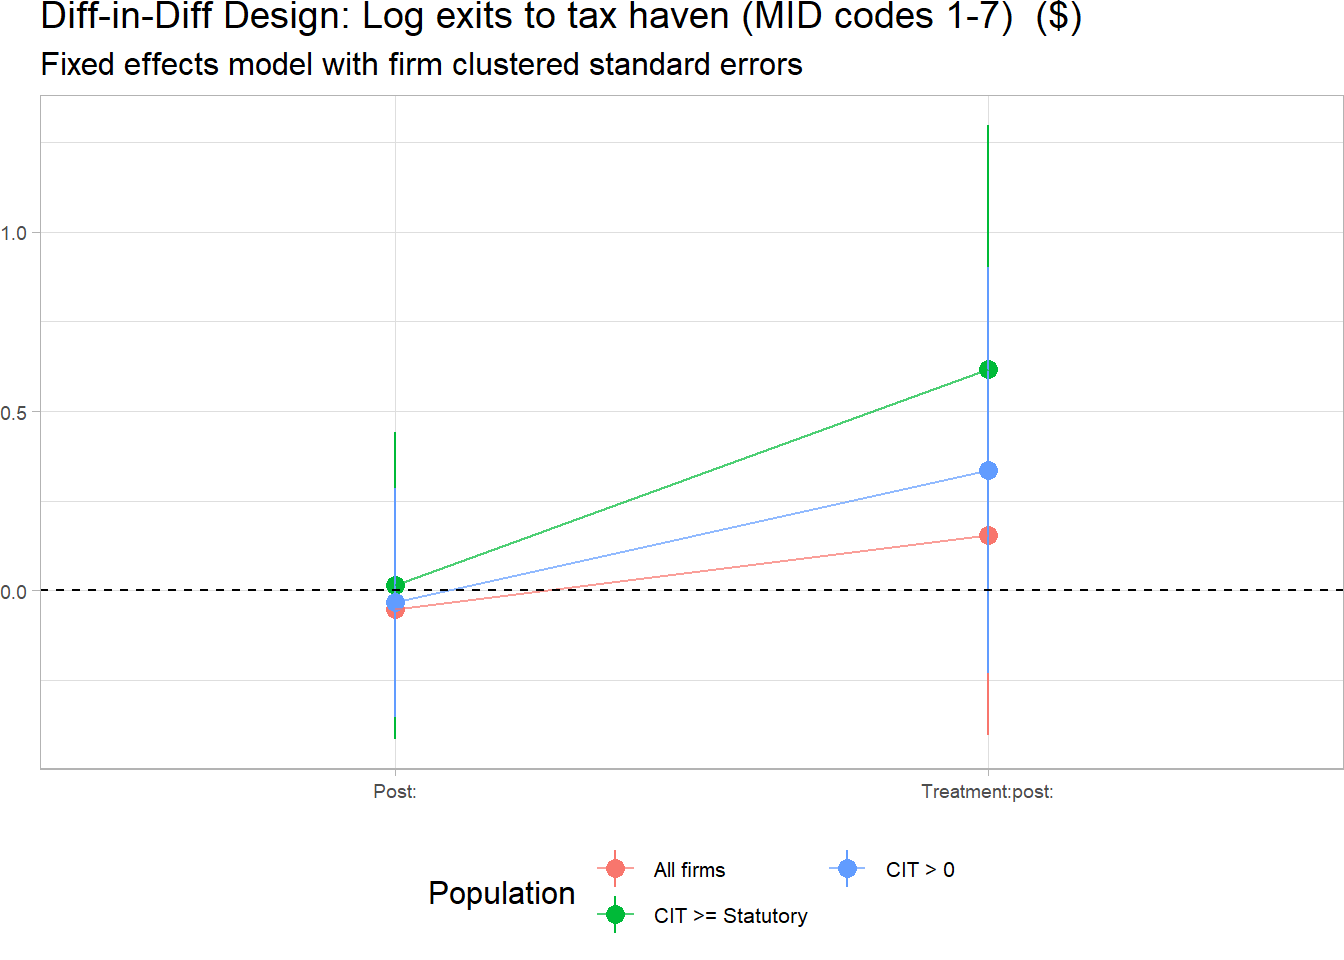 Diff-in-Diff Design: Log exits to tax haven (MID codes 1-7)  ($)
Fixed effects model with firm clustered standard errors
1.0
0.5
0.0
Post:
Treatment:post:
Population
All firms
CIT > 0
CIT >= Statutory